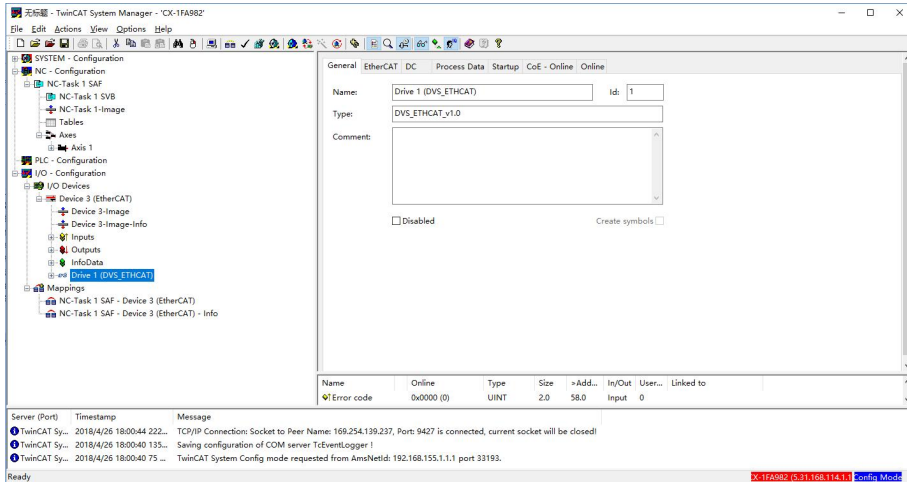 无标题 - TwinCAT System Manager - 'CX-1FA982'
File Edit Actions View Options Help
SYSTEM - Configuration
NC - Configuration
NC-Task 1 SAF
NC-Task 1 SVB
NC-Task 1-Image
Tables
Axes
Axis 1
PLC - Configuration
I/O - Configuration
I/O Devices
Device 3 (EtherCAT)
Device 3-Image
Device 3-Image-Info
Inputs
Outputs
InfoData
Drive 1 (DVS_ETHCAT)
Mappings
NC-Task 1 SAF - Device 3 (EtherCAT)
NC-Task 1 SAF - Device 3 (EtherCAT) - Info
General EtherCAT DC Process Data Startup CoE - Online Online
Name: Drive 1 (DVS_ETHCAT) Id: 1
Type: DVS_ETHCAT_v1.0
Comment:
Disabled Create symbols
Name Online Type Size >Add... In/Out User... Linked to
Error code 0x0000 (0) UINT 2.0 58.0 Input 0
Server (Port) Timestamp Message
TwinCAT Sy... 2018/4/26 18:00:44 222... TCP/IP Connection: Socket to Peer Name: 169.254.139.237, Port: 9427 is connected, current socket will be closed!
TwinCAT Sy... 2018/4/26 18:00:40 135... Saving configuration of COM server TcEventLogger !
TwinCAT Sy... 2018/4/26 18:00:40 75 ... TwinCAT System Config mode requested from AmsNetId: 192.168.155.1.1.1 port 33193.
Ready CX-1FA982 (5.31.168.114.1.1 Config Mode